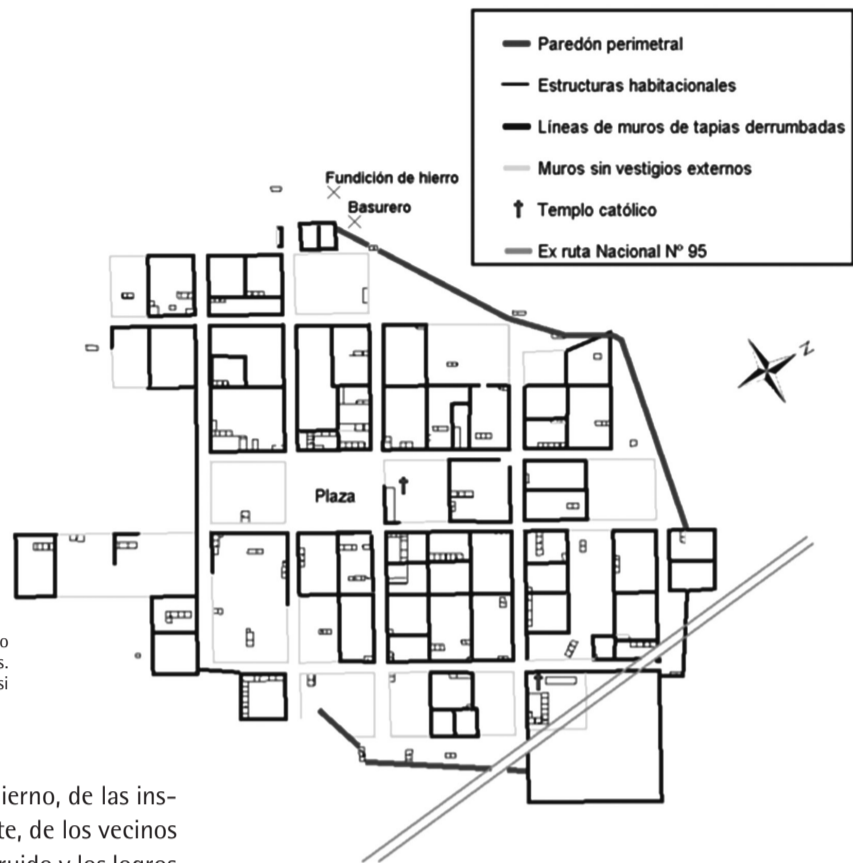 Paredón perimetral
Estructuras habitacionales
Líneas de muros de tapias derrumbadas
Muros sin vestigios externos
Templo católico
Ex ruta Nacional Nº 95
Fundición de hierro
Basurero
N
Plaza
o
s.
si
ierno, de las ins-
te, de los vecinos